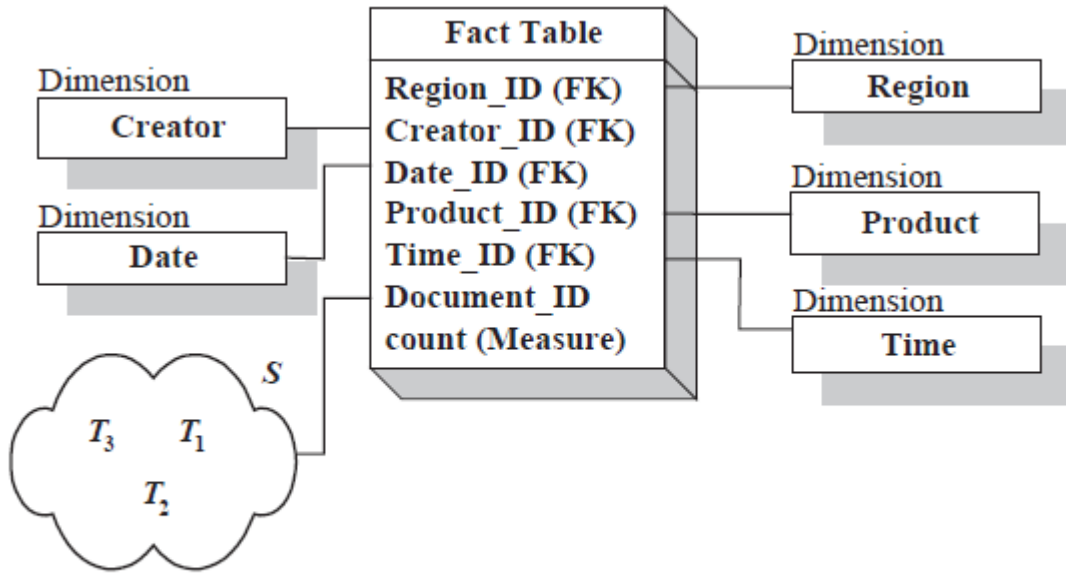 Dimension
Creator
Dimension
Date
S
T3 T1
T2
Fact Table
Region_ID (FK)
Creator_ID (FK)
Date_ID (FK)
Product_ID (FK)
Time_ID (FK)
Document_ID
count (Measure)
Dimension
Region
Dimension
Product
Dimension
Time